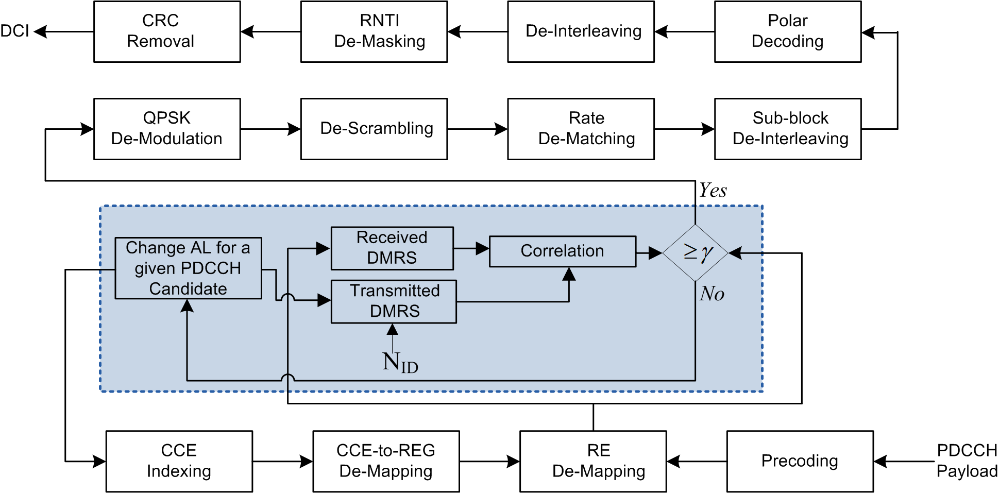 DCI
CRC
Removal
RNTI
De-Masking
De-Interleaving
Polar
Decoding
QPSK
De-Modulation
De-Scrambling
Rate
De-Matching
Sub-block
De-Interleaving
Yes
Change AL for a
given PDCCH
Candidate
Received
DMRS
Transmitted
DMRS
N_ID
Correlation
≥ γ
No
CCE
Indexing
CCE-to-REG
De-Mapping
RE
De-Mapping
Precoding
PDCCH
Payload